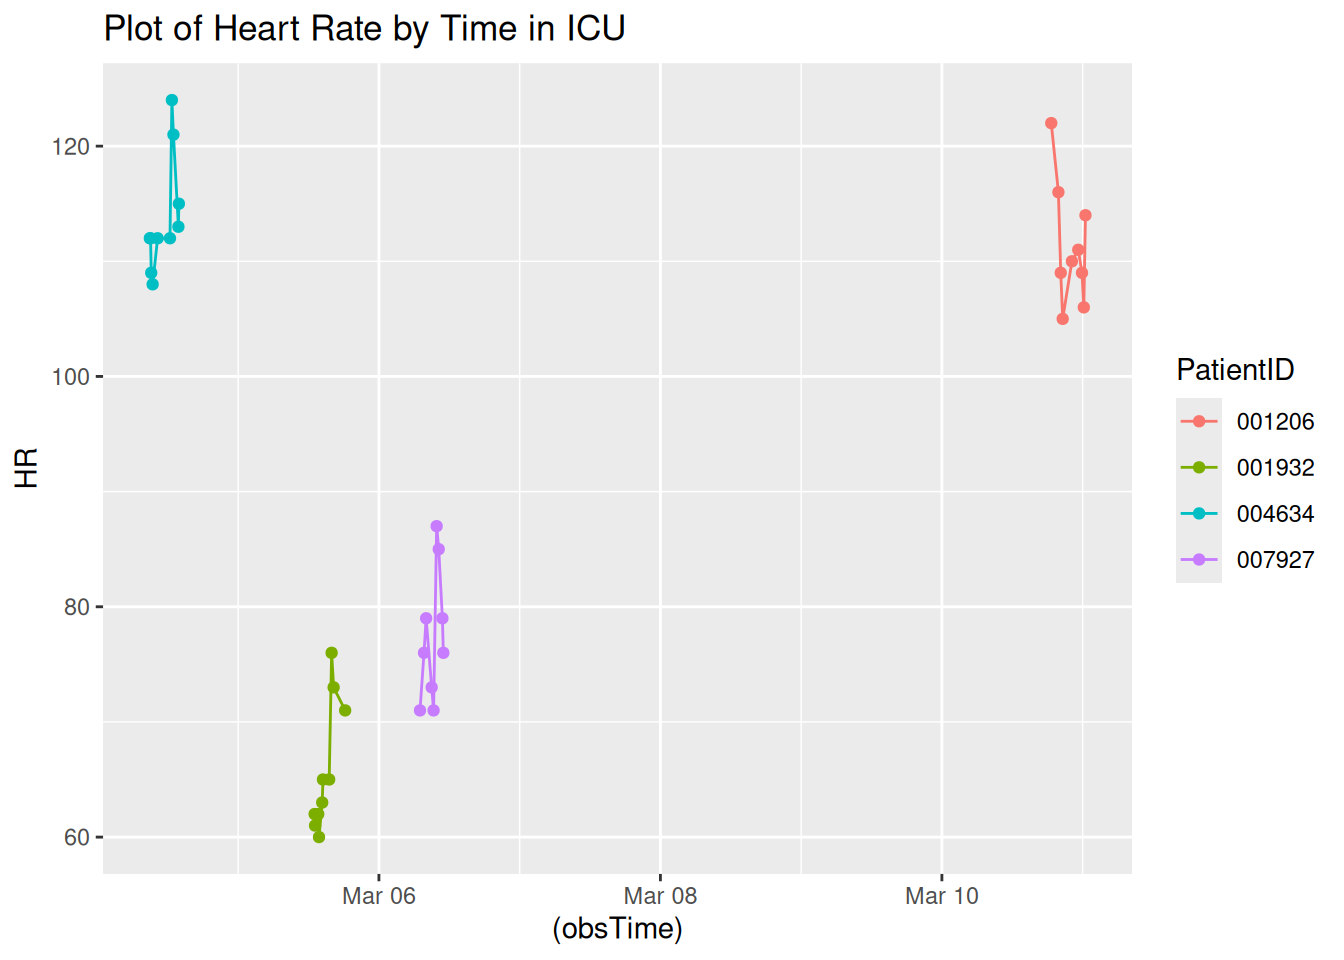 Plot of Heart Rate by Time in ICU
120
100
80
60
HR
Mar 06
Mar 08
Mar 10
(obsTime)
PatientID
001206
001932
004634
007927